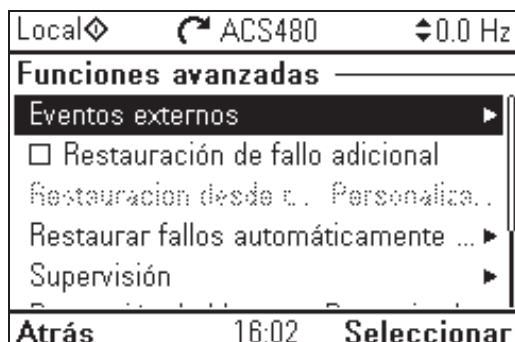 Local ACS480 0.0 Hz
Funciones avanzadas
Eventos externos
Restauración de fallo adicional
Restauracion desde t... Personaliza...
Restaurar fallos automáticamente ...
Supervisión
Atrás 16:02 Seleccionar